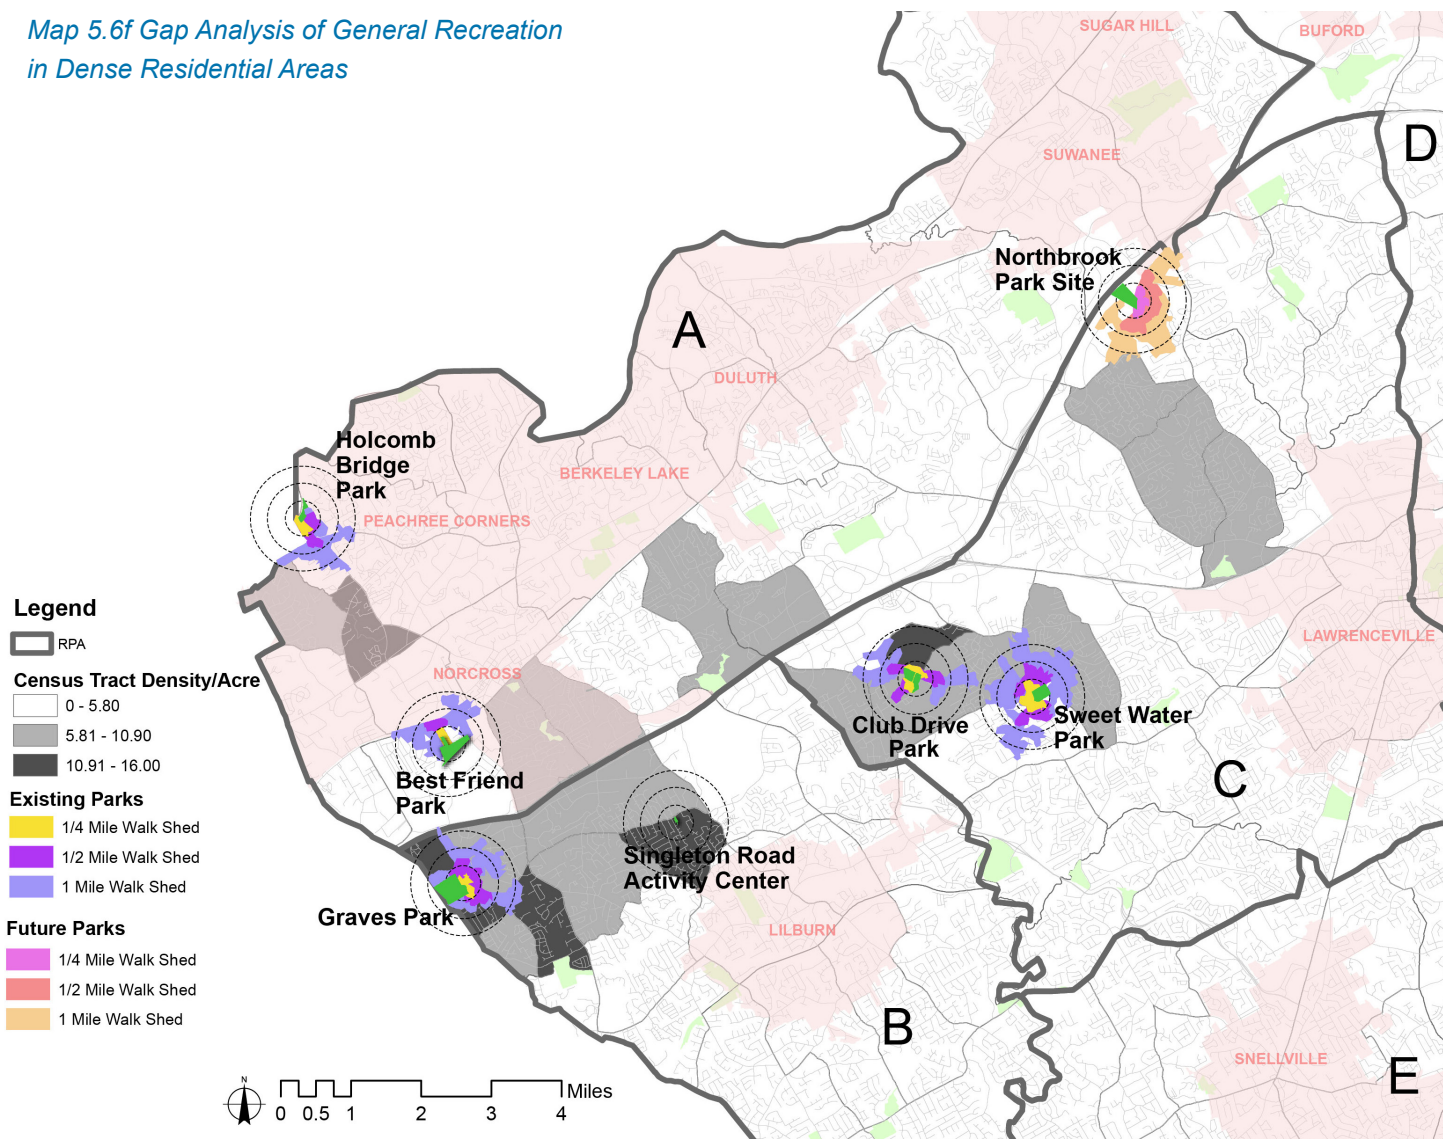 Map 5.6f Gap Analysis of General Recreation
in Dense Residential Areas
SUGAR HILL
BUFORD
D
SUWANEE
Northbrook
Park Site
A
DULUTH
Holcomb
Bridge
Park
BERKELEY LAKE
PEACHREE CORNERS
Legend
RPA
Census Tract Density/Acre
0 - 5.80
5.81 - 10.90
10.91 - 16.00
Existing Parks
1/4 Mile Walk Shed
1/2 Mile Walk Shed
1 Mile Walk Shed
Future Parks
1/4 Mile Walk Shed
1/2 Mile Walk Shed
1 Mile Walk Shed
LAWRENCEVILLE
NORCROSS
Club Drive
Park
Sweet Water
Park
Best Friend
Park
C
Singleton Road
Activity Center
Graves Park
LILBURN
B
SNELLVILLE
E
N
0 0.5 1 2 3 4
Miles